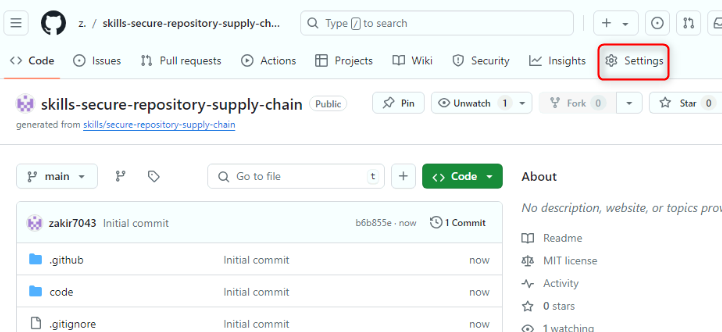 z. / skills-secure-repository-supply-ch... Type / to search
Code Issues Pull requests Actions Projects Wiki Security Insights Settings
skills-secure-repository-supply-chain Public Pin Unwatch 1 Fork 0 Star 0
generated from skills/secure-repository-supply-chain
main Go to file t Code About
No description, website, or topics prov
zakir7043 Initial commit b6b855e · now 1 Commit
Readme
.github Initial commit now
MIT license
Activity
code Initial commit now
0 stars
.gitignore Initial commit now
1 watching